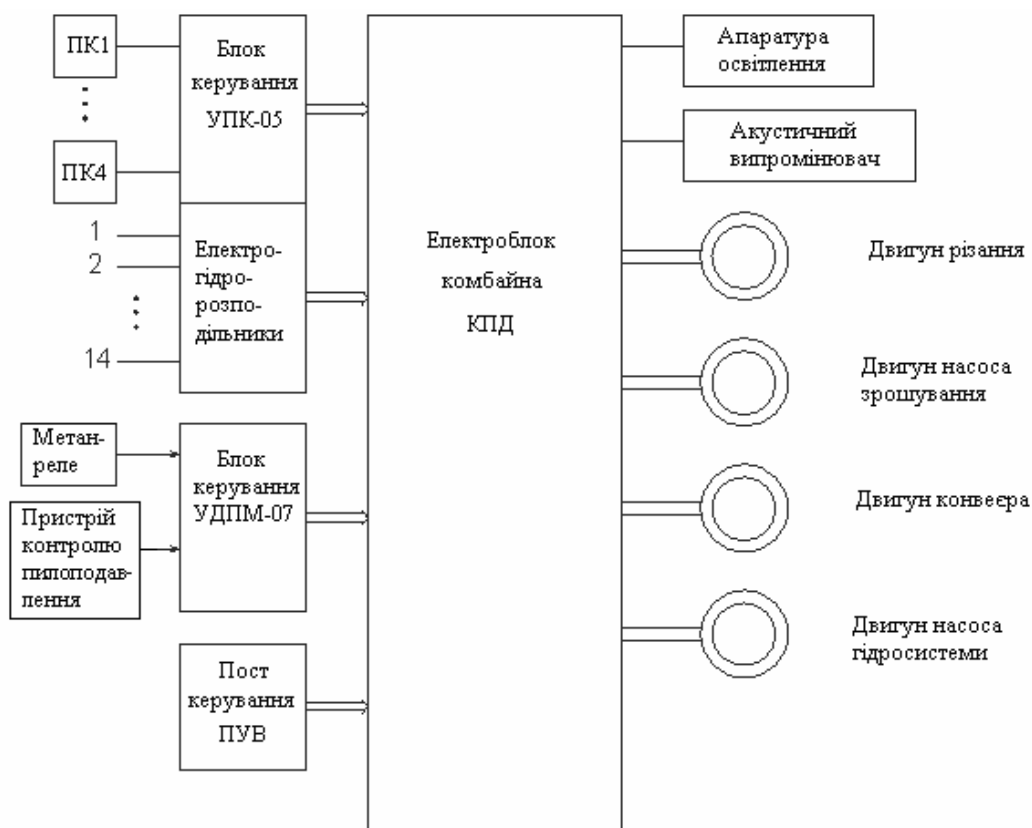 ПК1
ПК4
Блок
керування
УПК-05
1
2
14
Електро-
гідро-
розпо-
дільники
Метан-
реле
Пристрій
контролю
пилоподав-
лення
Блок
керування
УДПМ-07
Пост
керування
ПУВ
Електроблок
комбайна
КПД
Апаратура
освітлення
Акустичний
випромінювач
Двигун різання
Двигун насоса
зрошування
Двигун конвеєра
Двигун насоса
гідросистеми